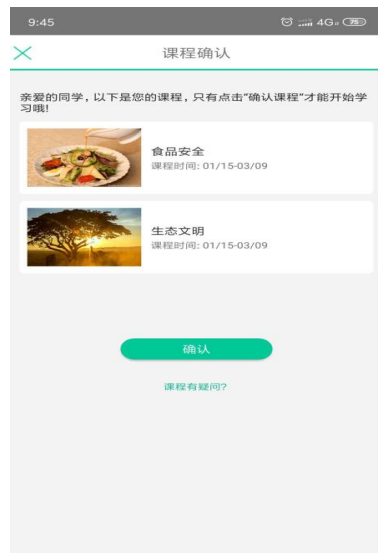 9:45
4G
75
课程确认
亲爱的同学，以下是您的课程，只有点击“确认课程”才能开始学
习哦!
食品安全
课程时间: 01/15-03/09
生态文明
课程时间: 01/15-03/09
确认
课程有疑问?